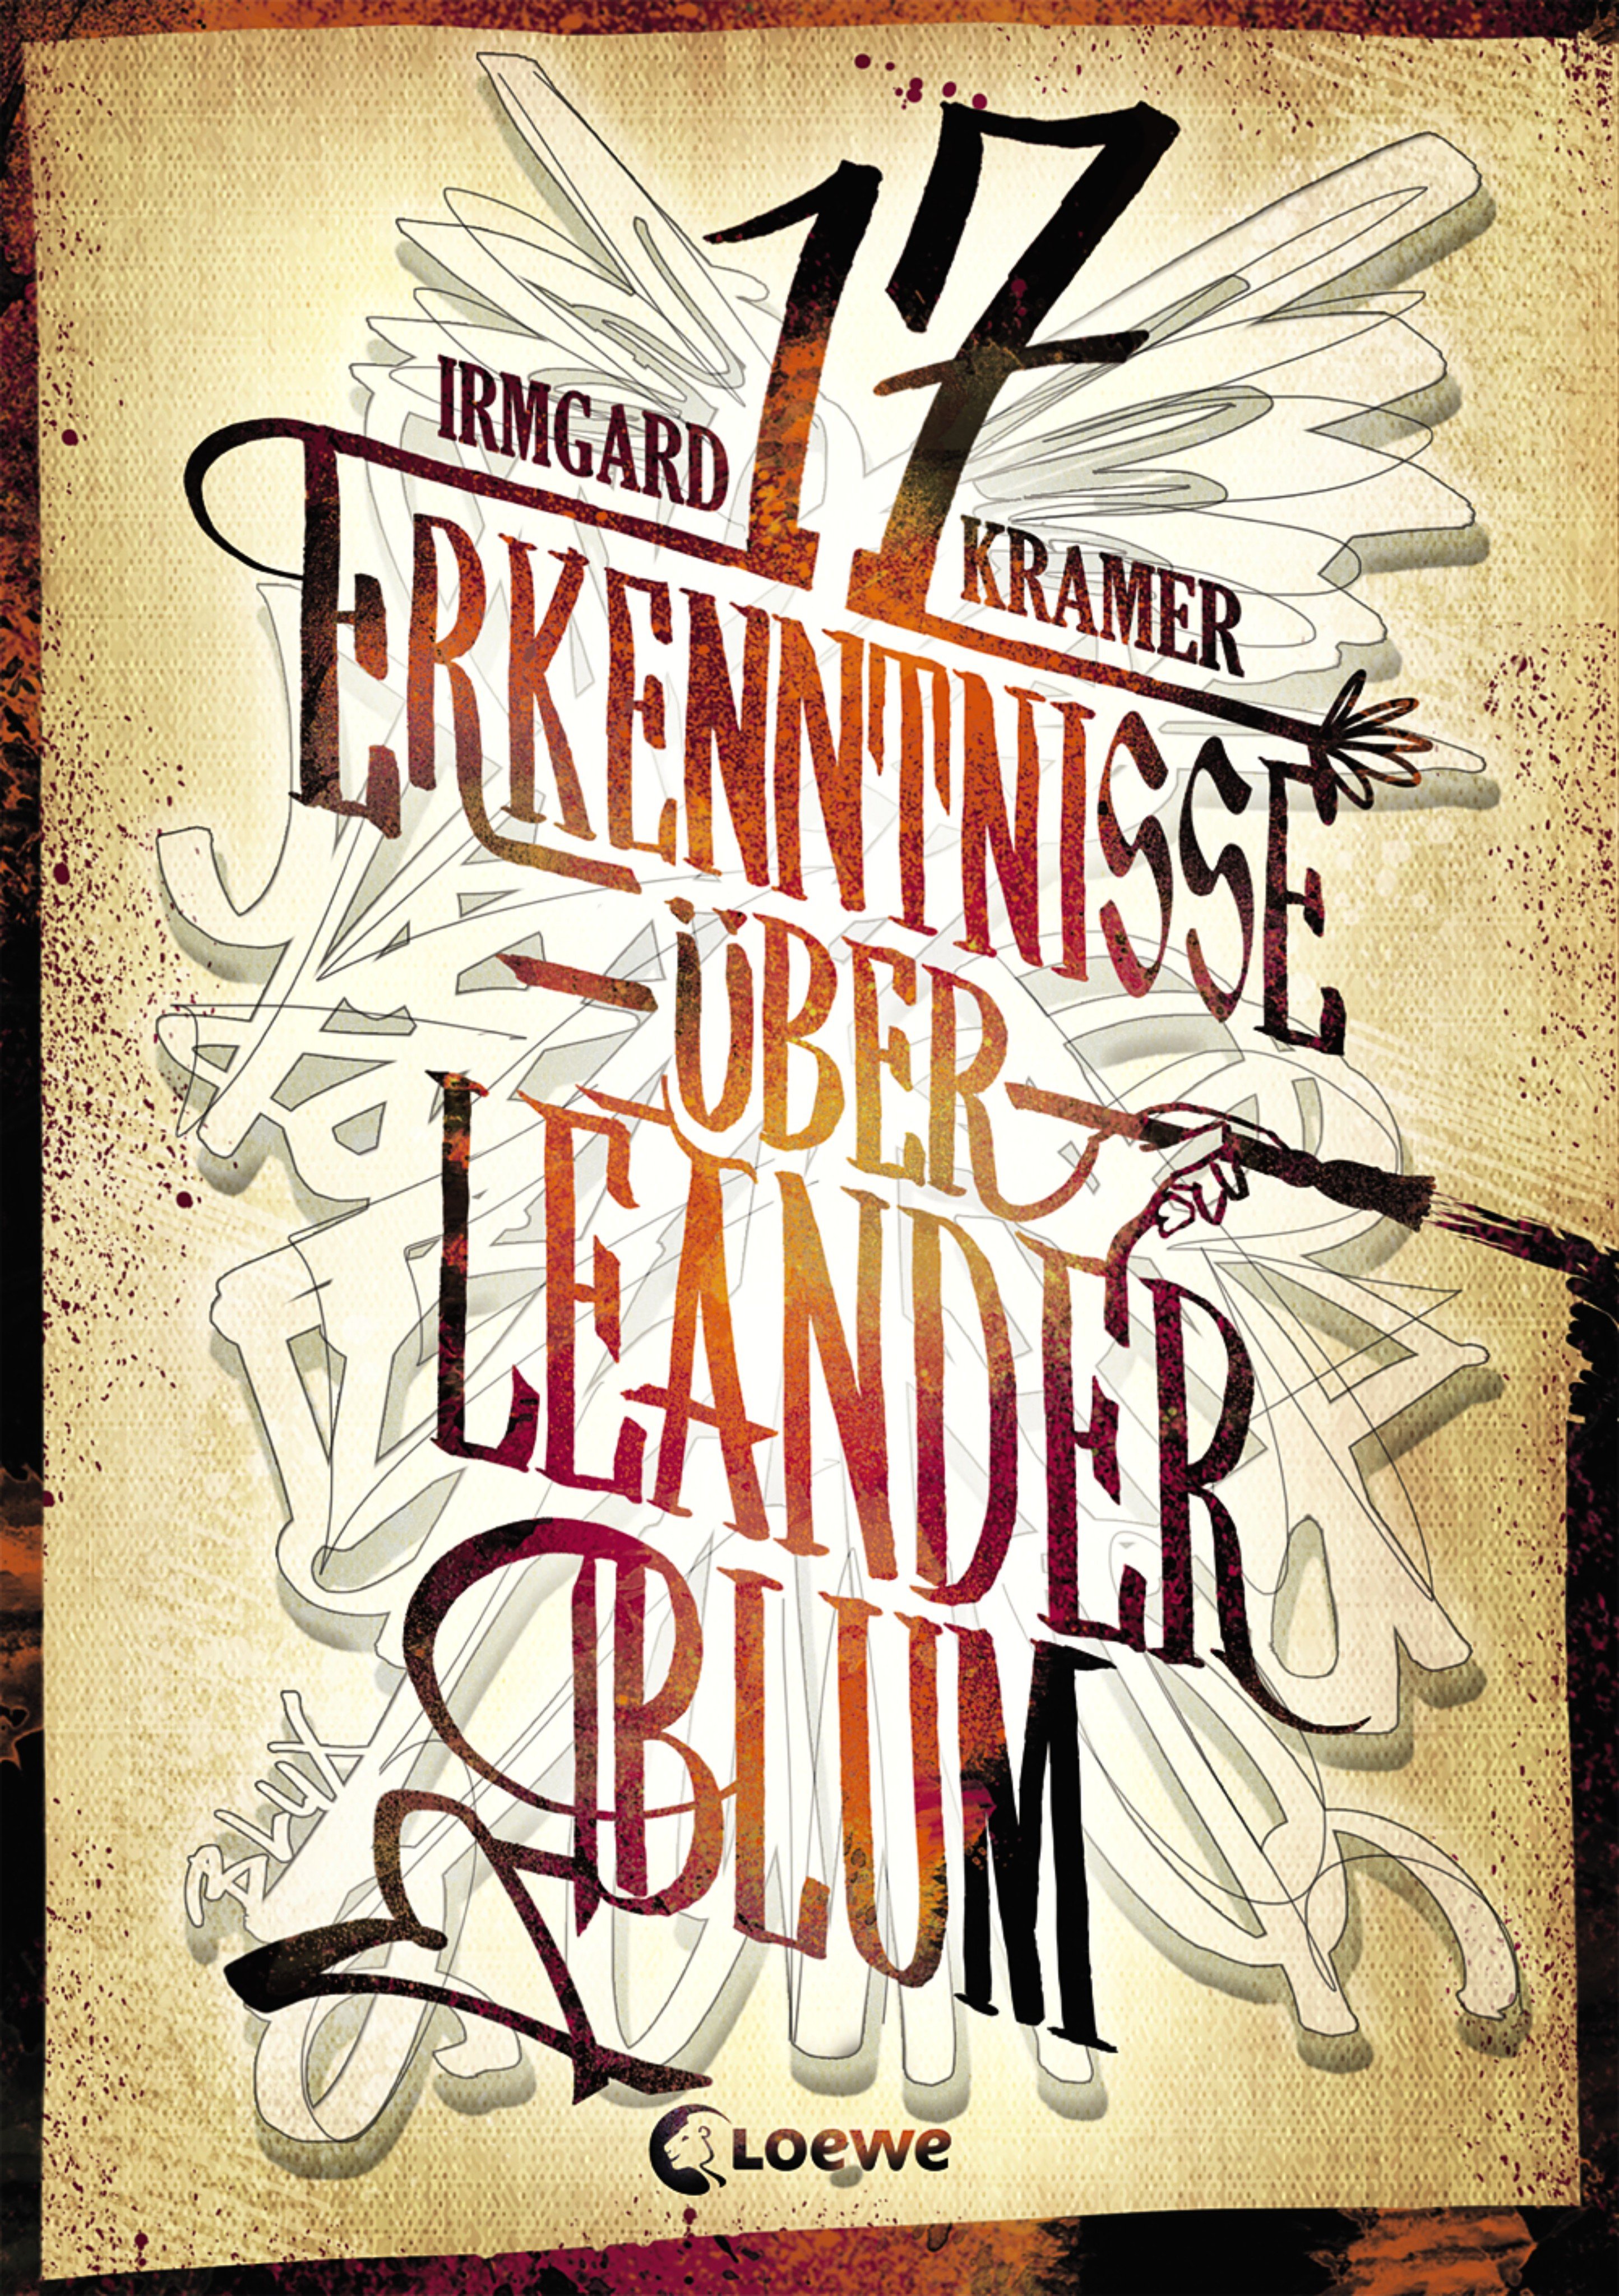 17
IRMGARD KRAMER
ERKENNTNISSE
ÜBER
LEANDER
BLUM
BLUX
LOEWE